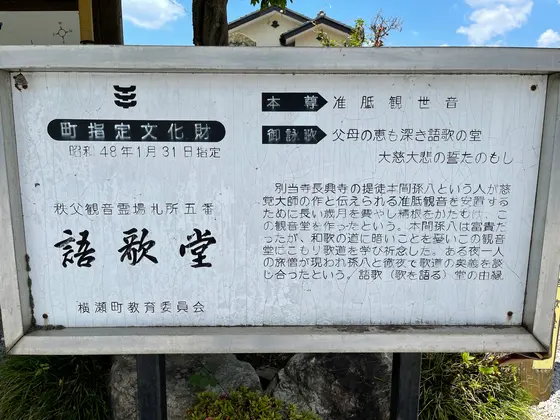 町指定文化財
昭和48年1月31日指定
秩父観音霊場札所五番
語歌堂
横瀬町教育委員会
本尊 准胝観世音
御詠歌 父母の恵も深き語歌の堂
大慈大悲の誓たのもし
別当寺長興寺の提徒本間孫八という人が慈
覚大師の作と伝えられる准胝観音を安置する
ために長い歳月を費やし精根をかたむけ、こ
の観音堂を作ったという。本間孫八は富貴だ
ったが、和歌の道に暗いことを憂いこの観音
堂にこもり歌道を学び祈念した。ある夜一人
の旅僧が現われ孫八と徹夜で歌道の奥義を談
じ合ったという/語歌（歌を語る）堂の由縁